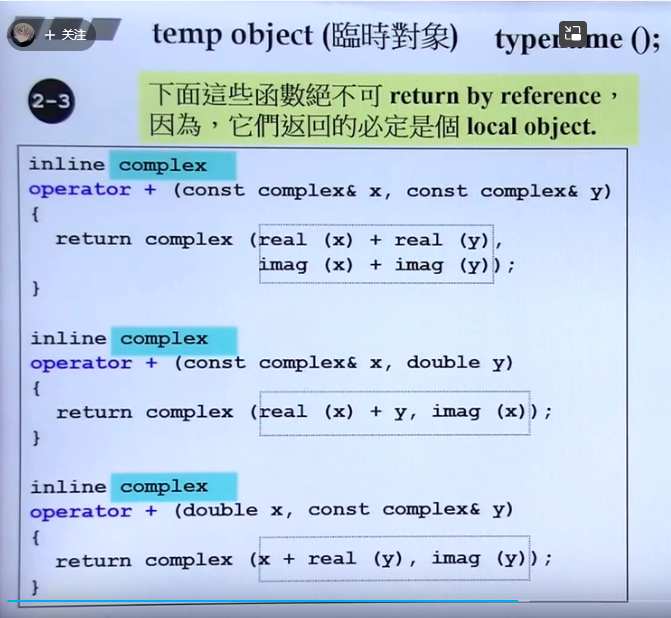 + 关注
temp object (臨時對象) typename ();
2-3
下面這些函數絕不可 return by reference，
因為，它們返回的必定是個 local object.
inline complex
operator + (const complex& x, const complex& y)
{
return complex (real (x) + real (y),
imag (x) + imag (y));
}
inline complex
operator + (const complex& x, double y)
{
return complex (real (x) + y, imag (x));
}
inline complex
operator + (double x, const complex& y)
{
return complex (x + real (y), imag (y));
}